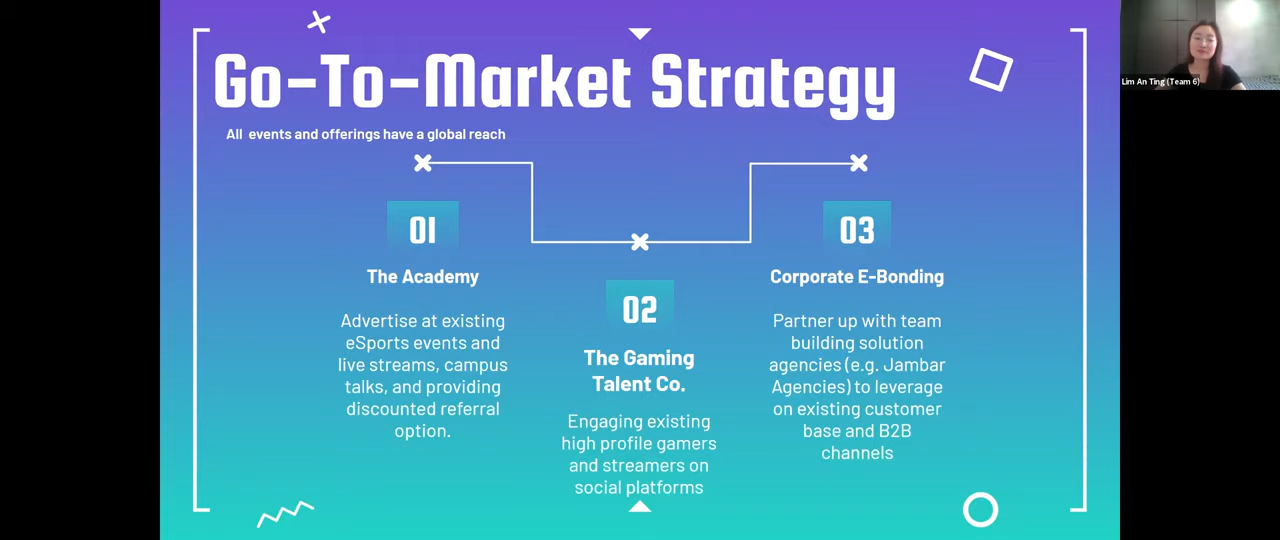 Go-To-Market Strategy
All events and offerings have a global reach
01
The Academy
Advertise at existing
eSports events and
live streams, campus
talks, and providing
discounted referral
option.
02
The Gaming
Talent Co.
Engaging existing
high profile gamers
and streamers on
social platforms
03
Corporate E-Bonding
Partner up with team
building solution
agencies (e.g. Jambar
Agencies) to leverage
on existing customer
base and B2B
channels
Lim An Ting (Team 6)